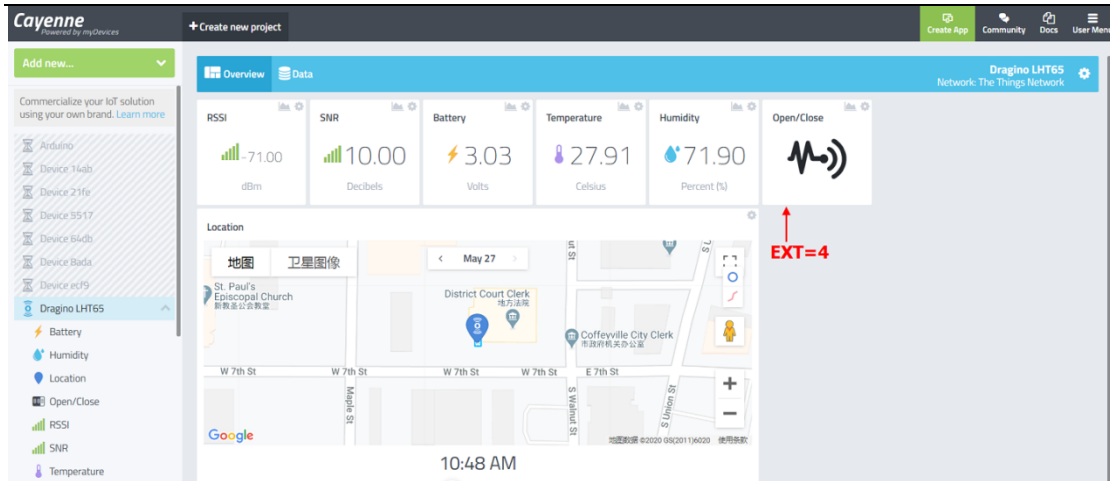 Cayenne
Powered by myDevices
+ Create new project
Create App
Community
Docs
User Menu
Add new...
Commercialize your IoT solution
using your own brand. Learn more
Arduino
Device 14ab
Device 21fe
Device 5517
Device 64db
Device 8ada
Device ecf9
Dragino LHT65
Battery
Humidity
Location
Open/Close
RSSI
SNR
Temperature
Overview
Data
Dragino LHT65
Network: The Things Network
RSSI
-71.00
dBm
SNR
10.00
Decibels
Battery
3.03
Volts
Temperature
27.91
Celsius
Humidity
71.90
Percent (%)
Open/Close
EXT=4
Location
地图
卫星图像
< May 27 >
St. Paul's
Episcopal Church
新教圣公会教堂
District Court Clerk
地方法院
Coffeyville City Clerk
市政府机关办公室
W 7th St
W 7th St
W 7th St
W 7th St
E 7th St
Maple St
S Walnut St
S Union St
Google
地图数据 ©2020 GS(2011)6020
使用条款
10:48 AM